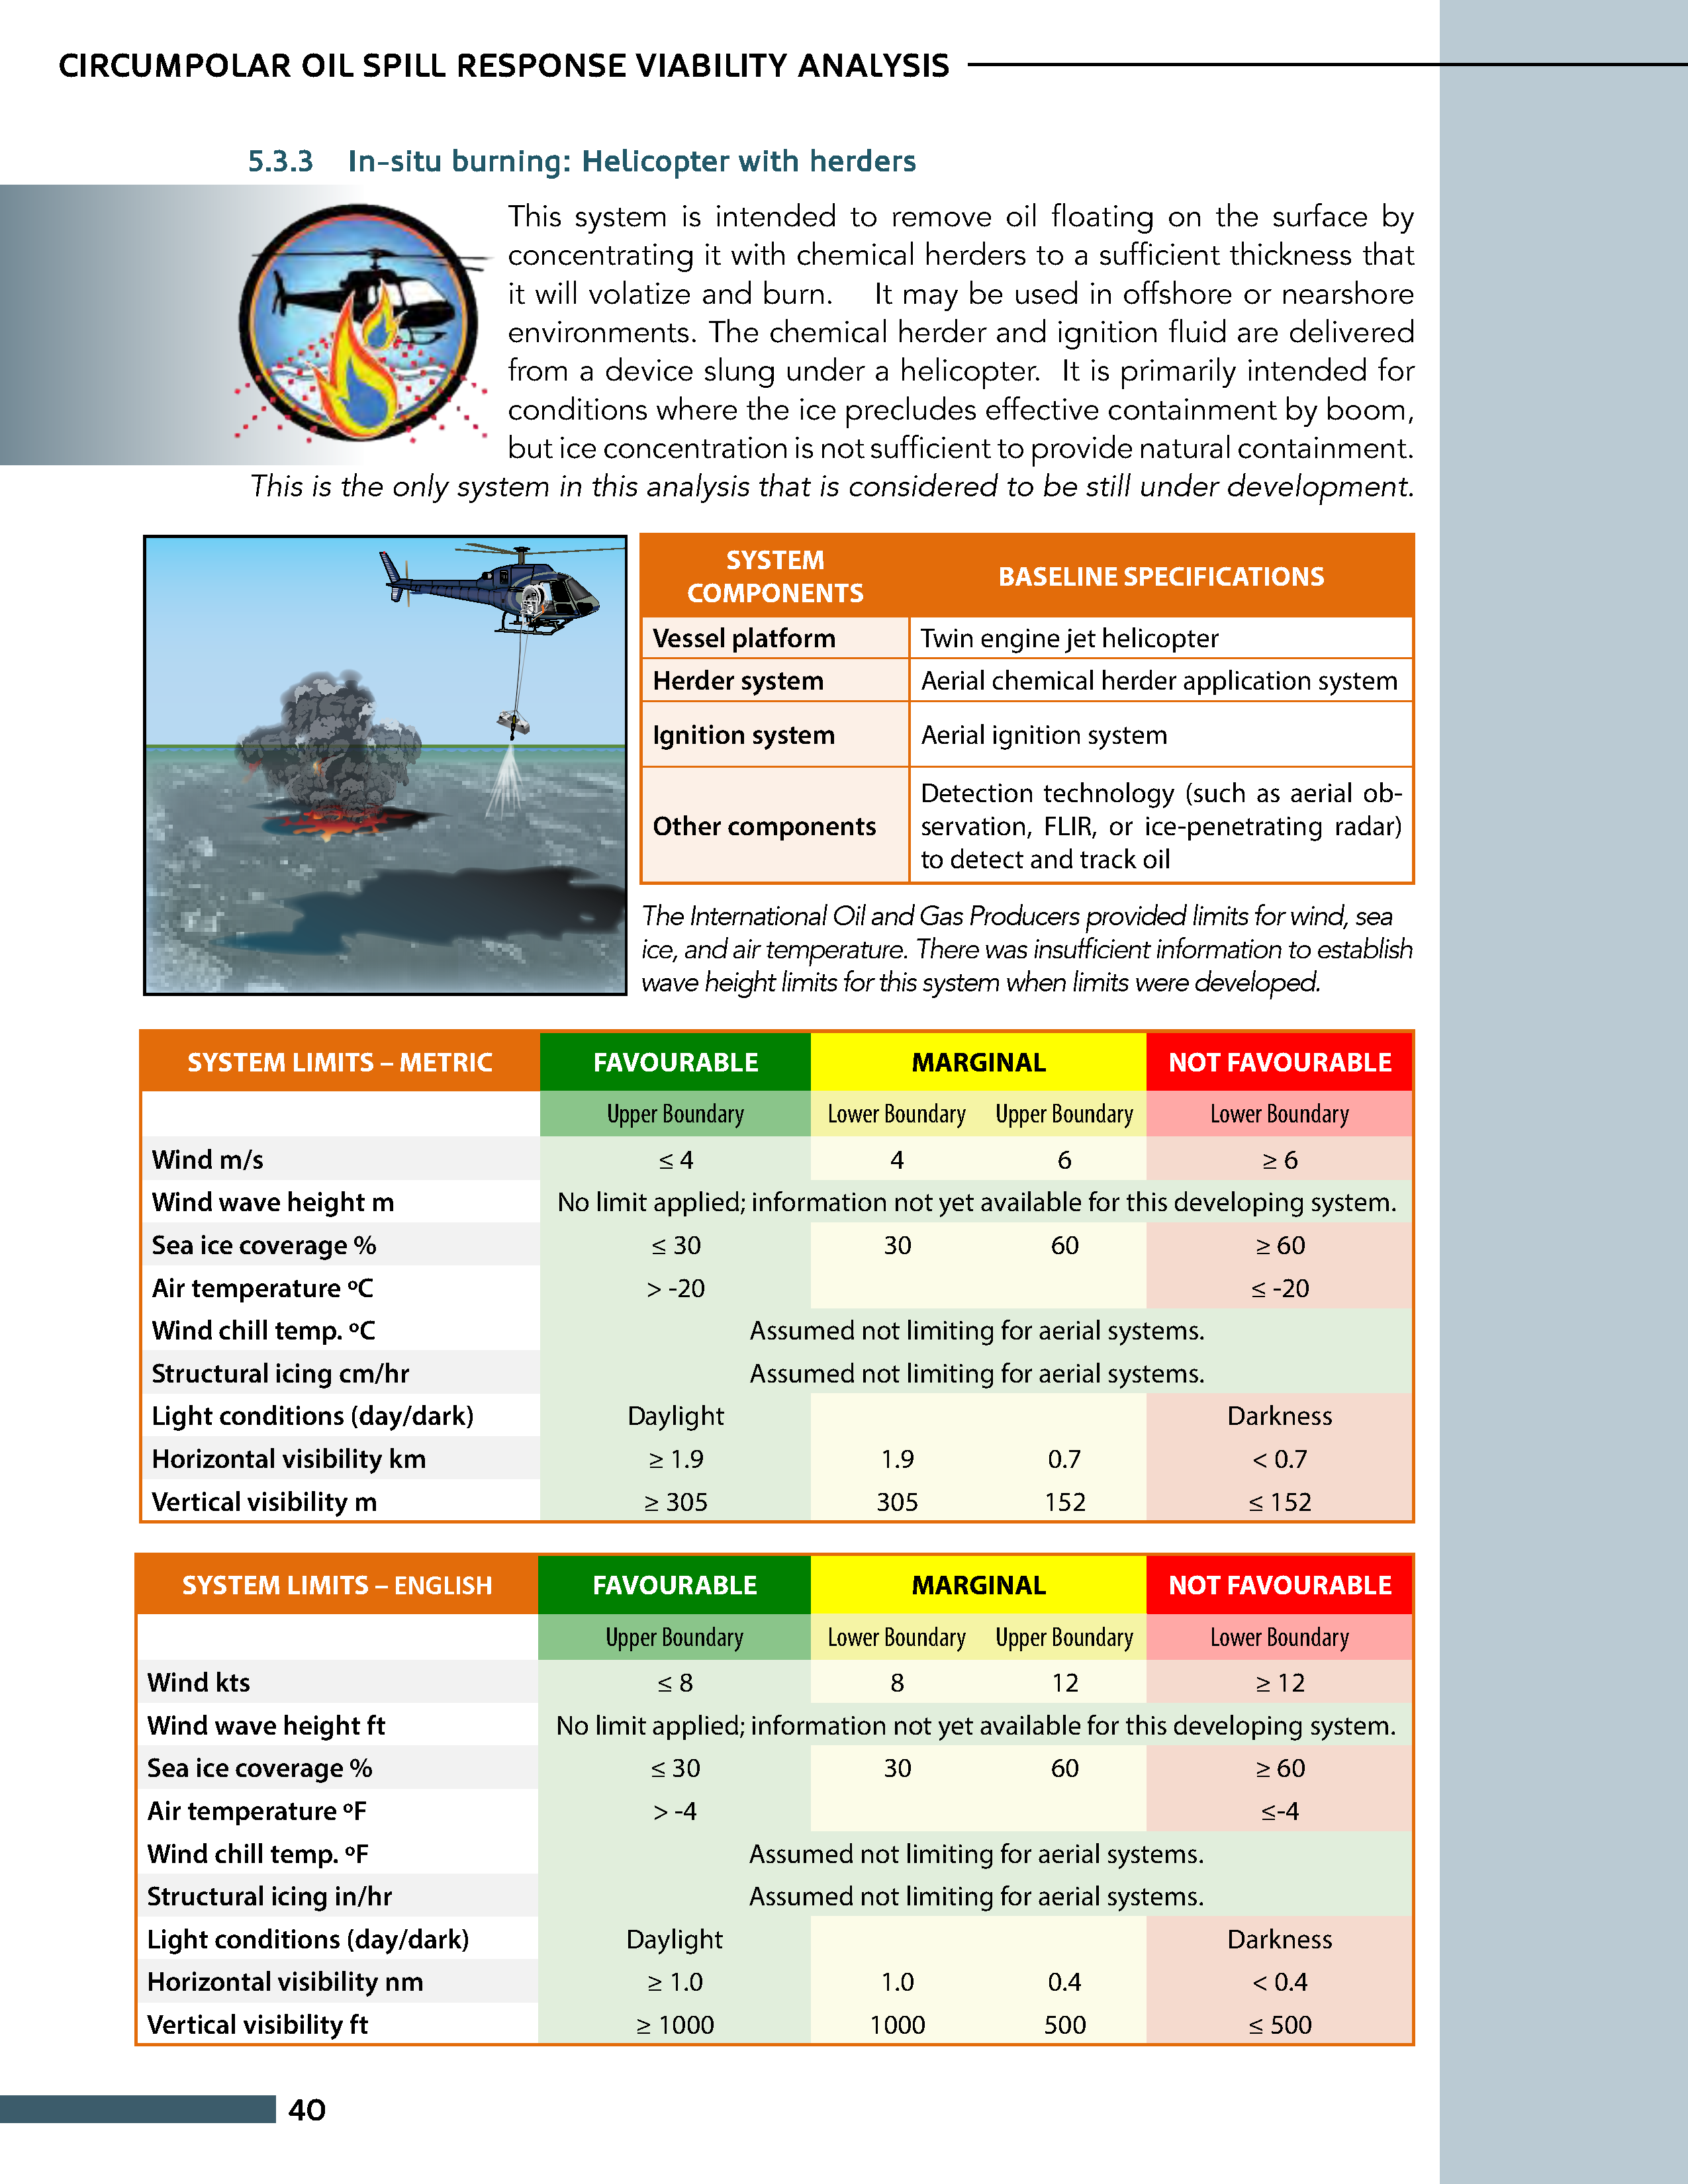 CIRCUMPOLAR OIL SPILL RESPONSE VIABILITY ANALYSIS
5.3.3 In-situ burning: Helicopter with herders
This system is intended to remove oil floating on the surface by
concentrating it with chemical herders to a sufficient thickness that
it will volatize and burn. It may be used in offshore or nearshore
environments. The chemical herder and ignition fluid are delivered
from a device slung under a helicopter. It is primarily intended for
conditions where the ice precludes effective containment by boom,
but ice concentration is not sufficient to provide natural containment.
This is the only system in this analysis that is considered to be still under development.
SYSTEM COMPONENTS BASELINE SPECIFICATIONS
Vessel platform Twin engine jet helicopter
Herder system Aerial chemical herder application system
Ignition system Aerial ignition system
Other components Detection technology (such as aerial ob-
servation, FLIR, or ice-penetrating radar)
to detect and track oil
The International Oil and Gas Producers provided limits for wind, sea
ice, and air temperature. There was insufficient information to establish
wave height limits for this system when limits were developed.
SYSTEM LIMITS – METRIC FAVOURABLE MARGINAL NOT FAVOURABLE
Upper Boundary Lower Boundary Upper Boundary Lower Boundary
Wind m/s ≤ 4 4 6 ≥ 6
Wind wave height m No limit applied; information not yet available for this developing system.
Sea ice coverage % ≤ 30 30 60 ≥ 60
Air temperature ºC > -20 ≤ -20
Wind chill temp. ºC Assumed not limiting for aerial systems.
Structural icing cm/hr Assumed not limiting for aerial systems.
Light conditions (day/dark) Daylight Darkness
Horizontal visibility km ≥ 1.9 1.9 0.7 < 0.7
Vertical visibility m ≥ 305 305 152 ≤ 152
SYSTEM LIMITS – ENGLISH FAVOURABLE MARGINAL NOT FAVOURABLE
Upper Boundary Lower Boundary Upper Boundary Lower Boundary
Wind kts ≤ 8 8 12 ≥ 12
Wind wave height ft No limit applied; information not yet available for this developing system.
Sea ice coverage % ≤ 30 30 60 ≥ 60
Air temperature ºF > -4 ≤-4
Wind chill temp. ºF Assumed not limiting for aerial systems.
Structural icing in/hr Assumed not limiting for aerial systems.
Light conditions (day/dark) Daylight Darkness
Horizontal visibility nm ≥ 1.0 1.0 0.4 < 0.4
Vertical visibility ft ≥ 1000 1000 500 ≤ 500
40